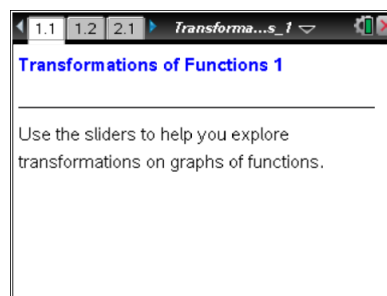 1.1 1.2 2.1 Transforma...s_1
Transformations of Functions 1
Use the sliders to help you explore
transformations on graphs of functions.